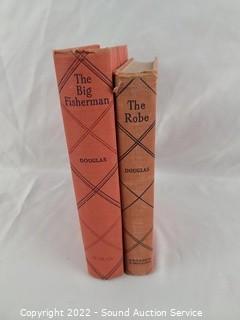 The
Big
Fisherman
DOUGLAS
The
Robe
DOUGLAS
Copyright 2022 - Sound Auction Service